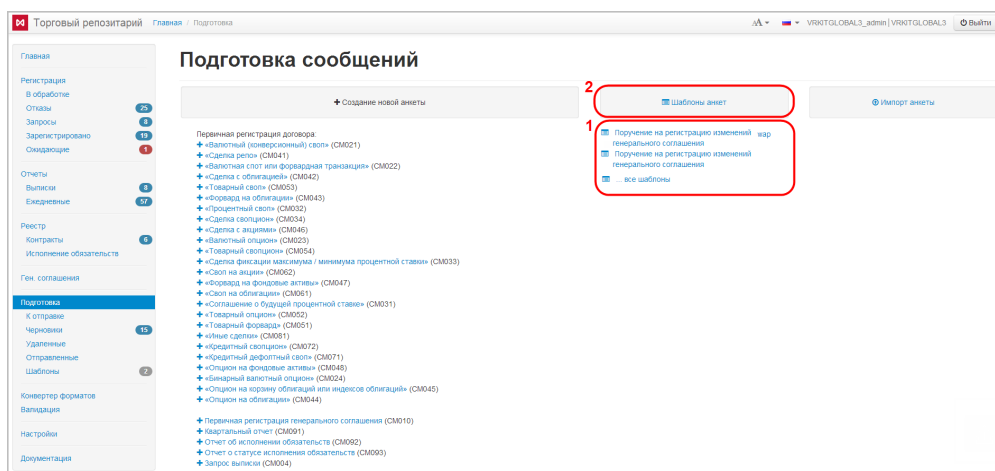 Торговый репозитарий Главная / Подготовка
AA VRKITGLOBAL3_admin | VRKITGLOBAL3 Выйти
Главная
Регистрация
В обработке
Отказы 25
Запросы 8
Зарегистрировано 19
Ожидающие 1
Отчеты
Выписки 8
Ежедневные 57
Реестр
Контракты 6
Исполнение обязательств
Ген. соглашения
Подготовка
К отправке
Черновики 15
Удаленные
Отправленные
Шаблоны 2
Конвертер форматов
Валидация
Настройки
Документация
Подготовка сообщений
Создание новой анкеты
Первичная регистрация договора:
«Валютный (конверсионный) своп» (CM021)
«Сделка репо» (CM041)
«Валютная спот или форвардная транзакция» (CM022)
«Сделка с облигацией» (CM042)
«Товарный своп» (CM053)
«Форвард на облигации» (CM043)
«Процентный своп» (CM032)
«Сделка свопцион» (CM034)
«Сделка с акциями» (CM046)
«Валютный опцион» (CM023)
«Товарный свопцион» (CM054)
«Сделка фиксации максимума / минимума процентной ставки» (CM033)
«Своп на акции» (CM062)
«Форвард на фондовые активы» (CM047)
«Своп на облигации» (CM061)
«Соглашение о будущей процентной ставке» (CM031)
«Товарный опцион» (CM052)
«Товарный форвард» (CM051)
«Иные сделки» (CM081)
«Кредитный свопцион» (CM072)
«Кредитный дефолтный своп» (CM071)
«Опцион на фондовые активы» (CM048)
«Бинарный валютный опцион» (CM024)
«Опцион на корзину облигаций или индексов облигаций» (CM045)
«Опцион на облигации» (CM044)
Первичная регистрация генерального соглашения (CM010)
Квартальный отчет (CM091)
Отчет об исполнении обязательств (CM092)
Отчет о статусе исполнения обязательств (CM093)
Запрос выписки (CM004)
2
Шаблоны анкет
1
Поручение на регистрацию изменений wap
генерального соглашения
Поручение на регистрацию изменений
генерального соглашения
... все шаблоны
Импорт анкеты